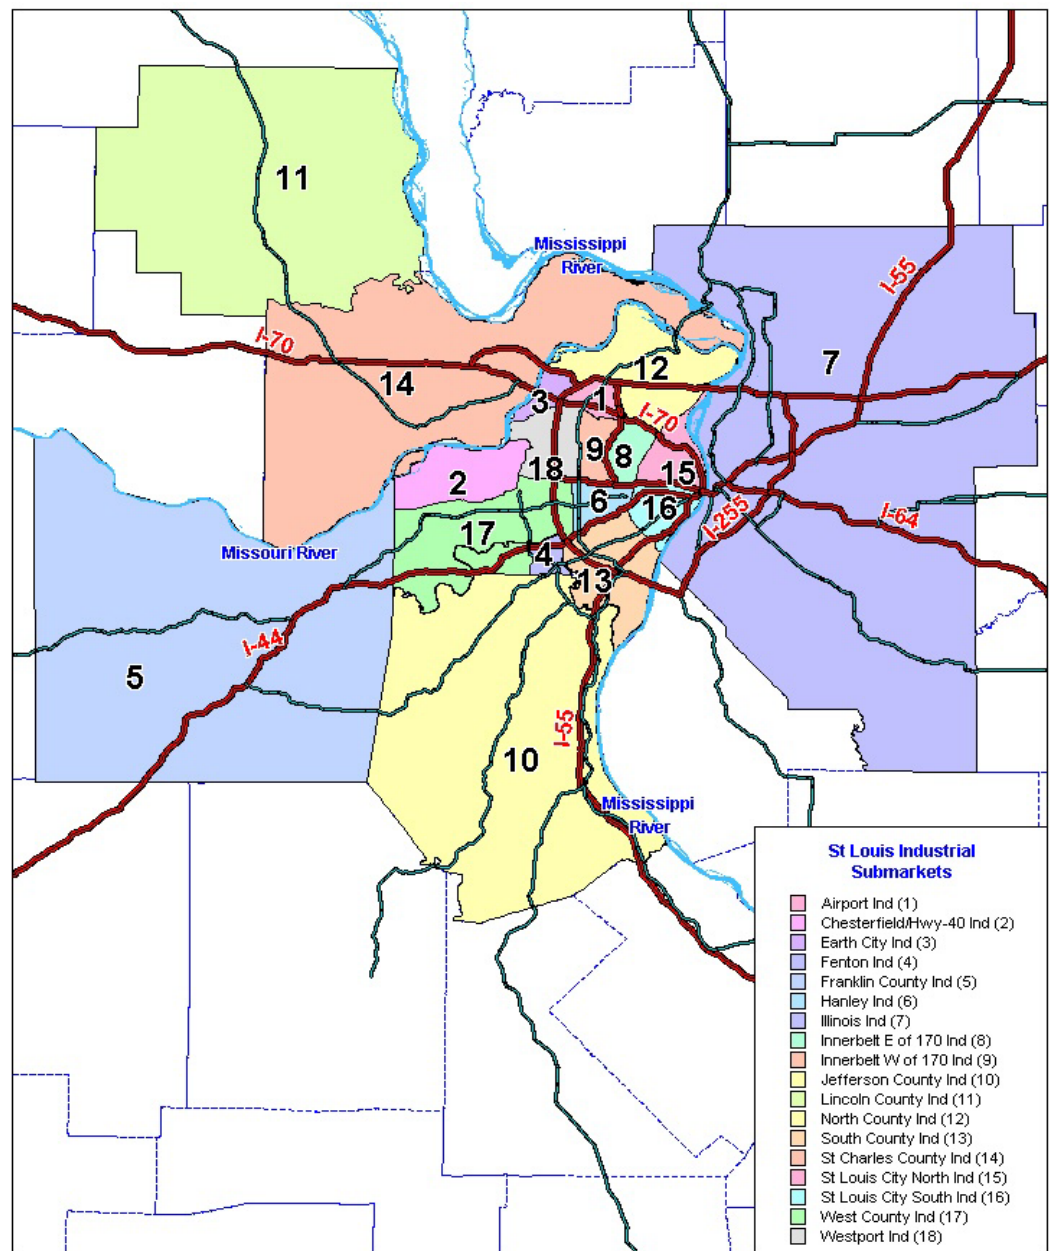 11
Mississippi
River
I-55
I-70
7
12
14
3
1
I-70
9
8
18
15
2
6
16
I-255
I-64
17
Missouri River
4
13
I-44
5
I-55
10
Mississippi
River
St Louis Industrial
Submarkets
Airport Ind (1)
Chesterfield/Hwy-40 Ind (2)
Earth City Ind (3)
Fenton Ind (4)
Franklin County Ind (5)
Hanley Ind (6)
Illinois Ind (7)
Innerbelt E of 170 Ind (8)
Innerbelt W of 170 Ind (9)
Jefferson County Ind (10)
Lincoln County Ind (11)
North County Ind (12)
South County Ind (13)
St Charles County Ind (14)
St Louis City North Ind (15)
St Louis City South Ind (16)
West County Ind (17)
Westport Ind (18)